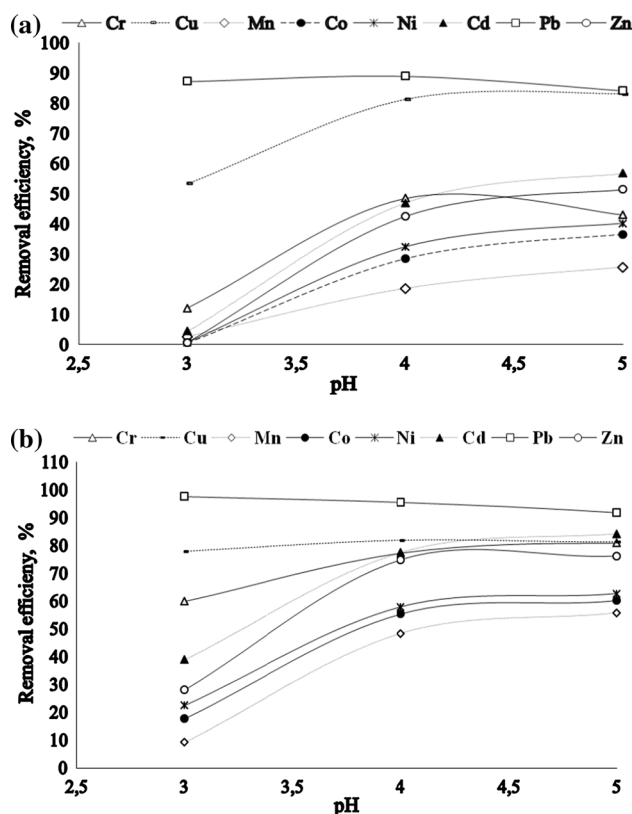 (a) Cr Cu Mn Co Ni Cd Pb Zn
100
90
80
70
60
50
40
30
20
10
0
Removal efficiency, %
2,5 3 3,5 4 4,5 5
pH
(b) Cr Cu Mn Co Ni Cd Pb Zn
110
100
90
80
70
60
50
40
30
20
10
0
Removal efficieny, %
2,5 3 3,5 4 4,5 5
pH